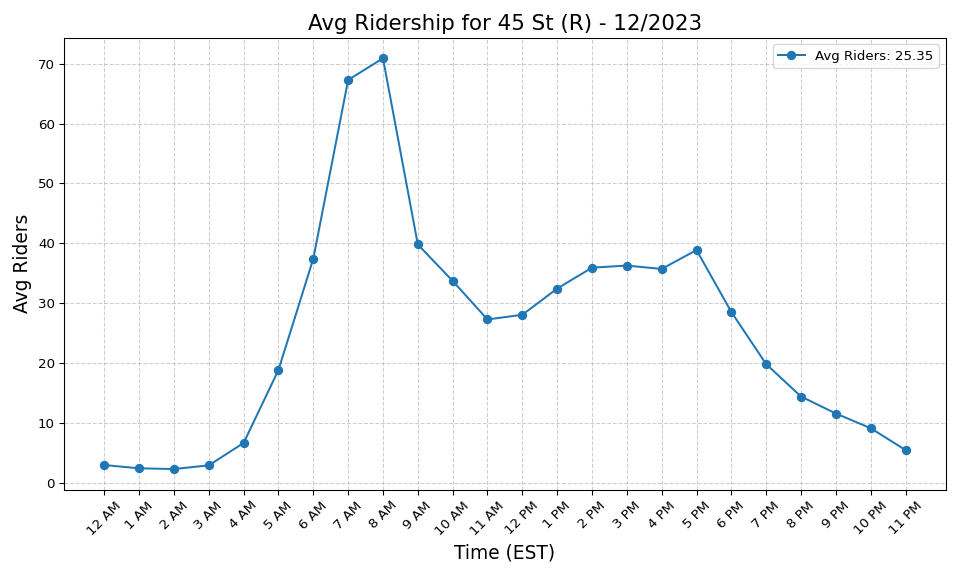 Avg Ridership for 45 St (R) - 12/2023
Avg Riders: 25.35
Avg Riders
70
60
50
40
30
20
10
0
12 AM
1 AM
2 AM
3 AM
4 AM
5 AM
6 AM
7 AM
8 AM
9 AM
10 AM
11 AM
12 PM
1 PM
2 PM
3 PM
4 PM
5 PM
6 PM
7 PM
8 PM
9 PM
10 PM
11 PM
Time (EST)